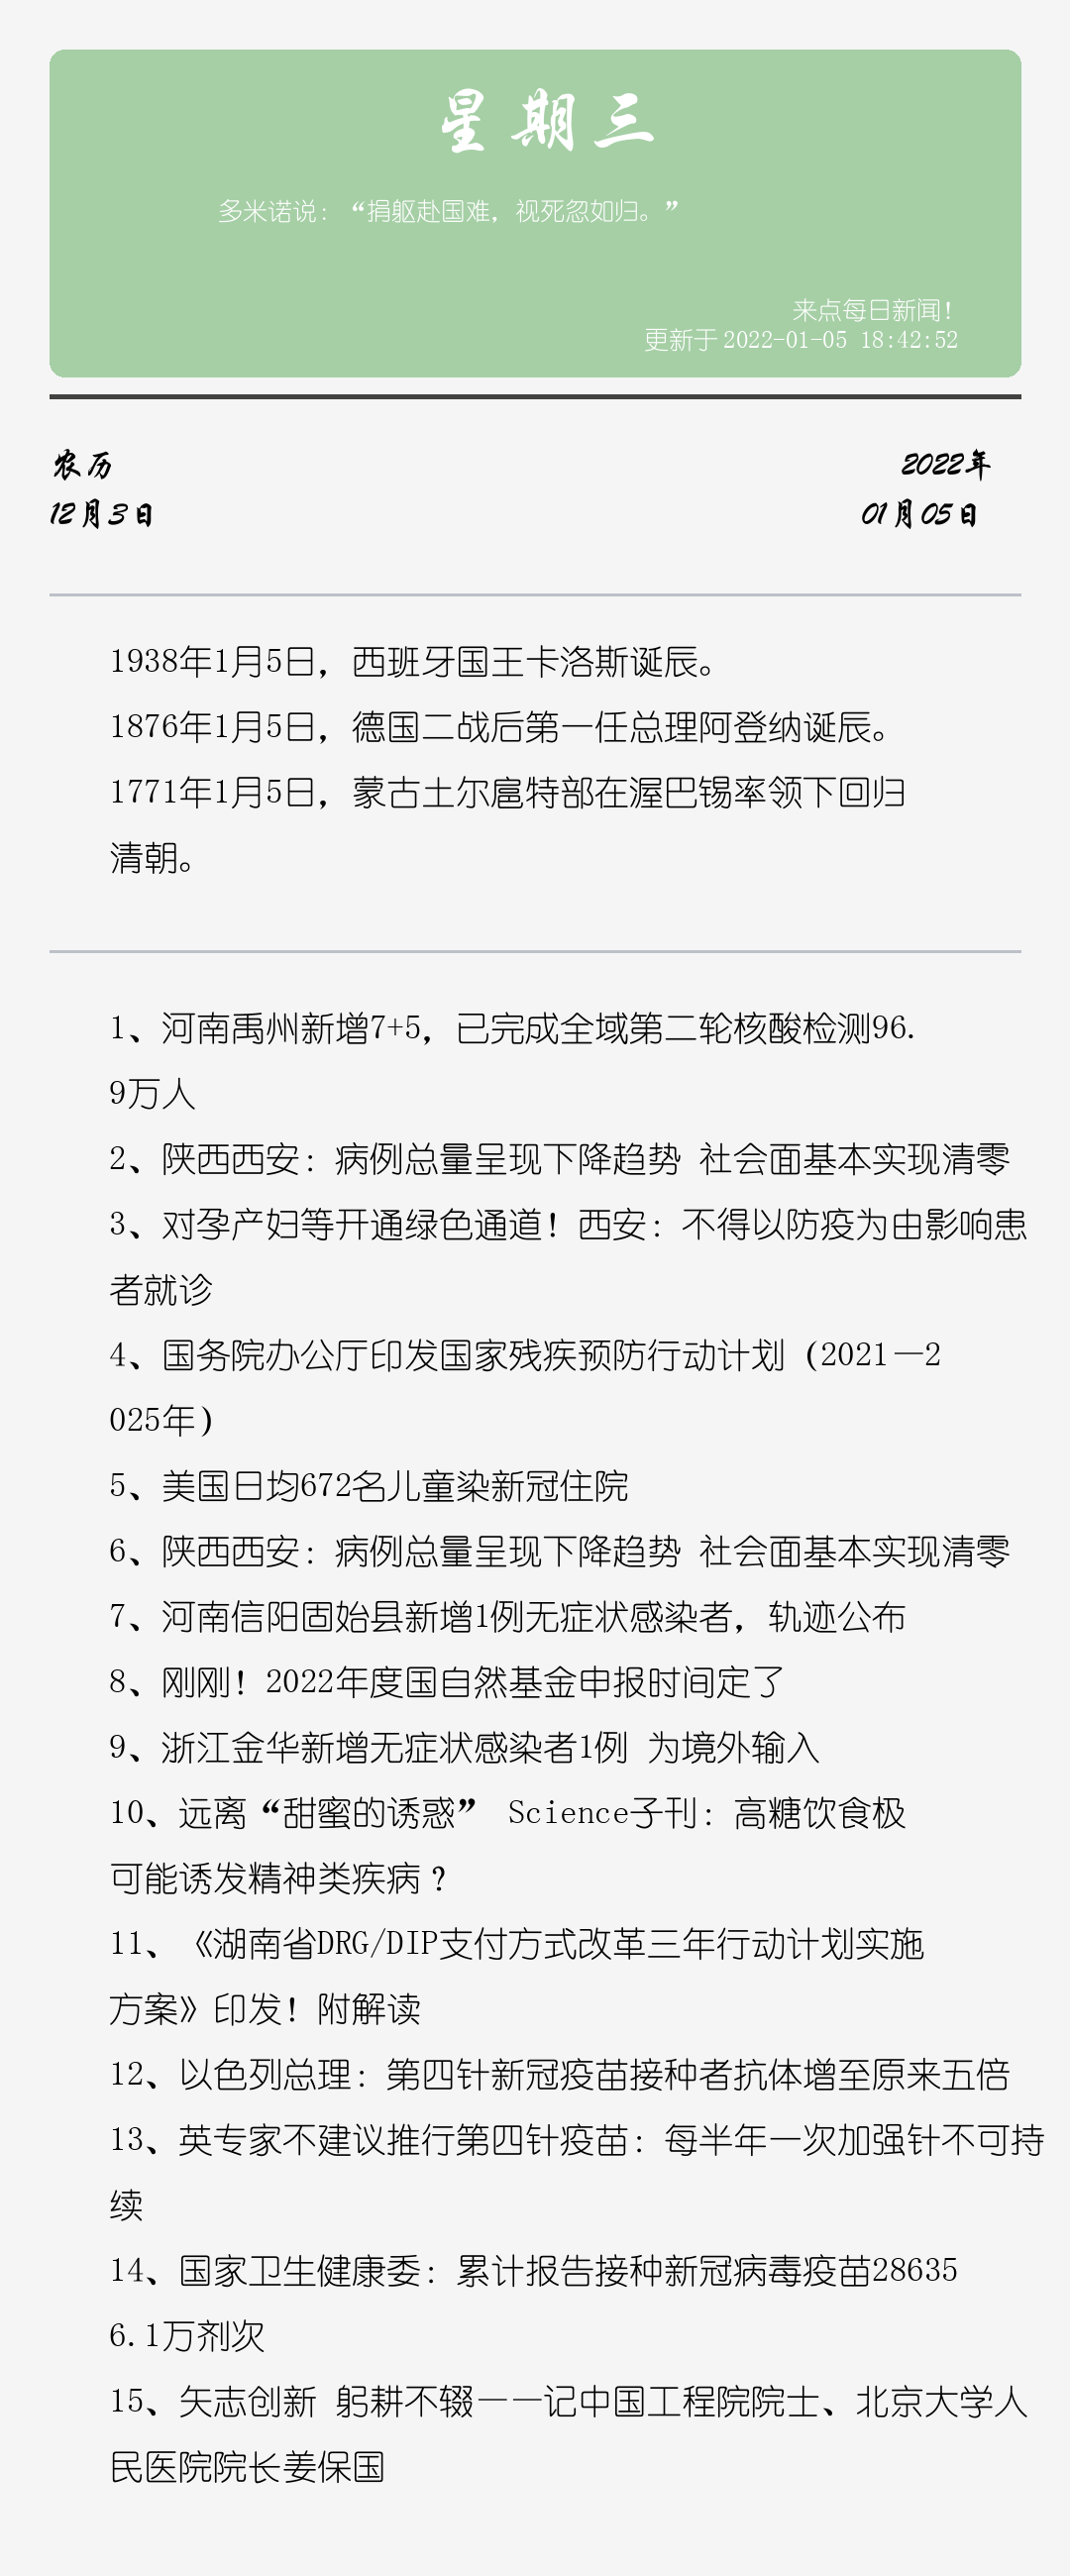 星期三
多米诺说：“捐躯赴国难，视死忽如归。”
来点每日新闻！
更新于 2022-01-05 18:42:52
农历
2022年
12月3日
01月05日
1938年1月5日，西班牙国王卡洛斯诞辰。
1876年1月5日，德国二战后第一任总理阿登纳诞辰。
1771年1月5日，蒙古土尔扈特部在渥巴锡率领下回归
清朝。
1、河南禹州新增7+5，已完成全域第二轮核酸检测96.
9万人
2、陕西西安：病例总量呈现下降趋势 社会面基本实现清零
3、对孕产妇等开通绿色通道！西安：不得以防疫为由影响患
者就诊
4、国务院办公厅印发国家残疾预防行动计划（2021—2
025年）
5、美国日均672名儿童染新冠住院
6、陕西西安：病例总量呈现下降趋势 社会面基本实现清零
7、河南信阳固始县新增1例无症状感染者，轨迹公布
8、刚刚！2022年度国自然基金申报时间定了
9、浙江金华新增无症状感染者1例 为境外输入
10、远离“甜蜜的诱惑” Science子刊：高糖饮食极
可能诱发精神类疾病？
11、《湖南省DRG/DIP支付方式改革三年行动计划实施
方案》印发！附解读
12、以色列总理：第四针新冠疫苗接种者抗体增至原来五倍
13、英专家不建议推行第四针疫苗：每半年一次加强针不可持
续
14、国家卫生健康委：累计报告接种新冠病毒疫苗28635
6.1万剂次
15、矢志创新 躬耕不辍——记中国工程院院士、北京大学人
民医院院长姜保国